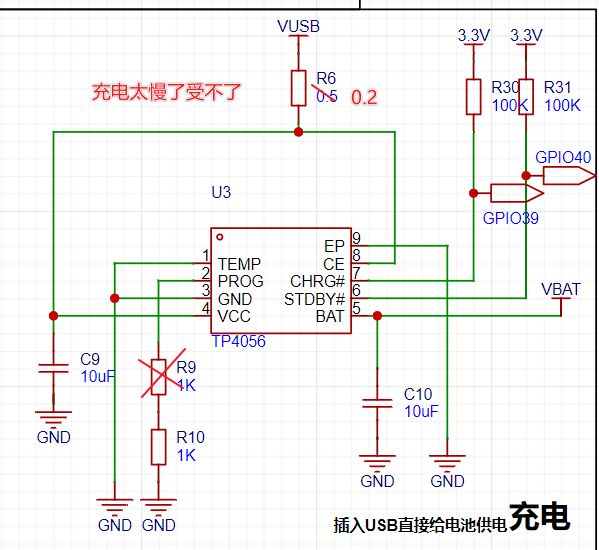 VUSB
3.3V 3.3V
R6
0.5 0.2
充电太慢了受不了
R30 R31
100K 100K
GPIO40
GPIO39
U3
1 TEMP
2 PROG
3 GND
4 VCC
EP 9
CE 8
CHRG# 7
STDBY# 6
BAT 5
TP4056
VBAT
C9
10uF
GND
R9
1K
R10
1K
C10
10uF
GND GND
GND GND
插入USB直接给电池供电充电